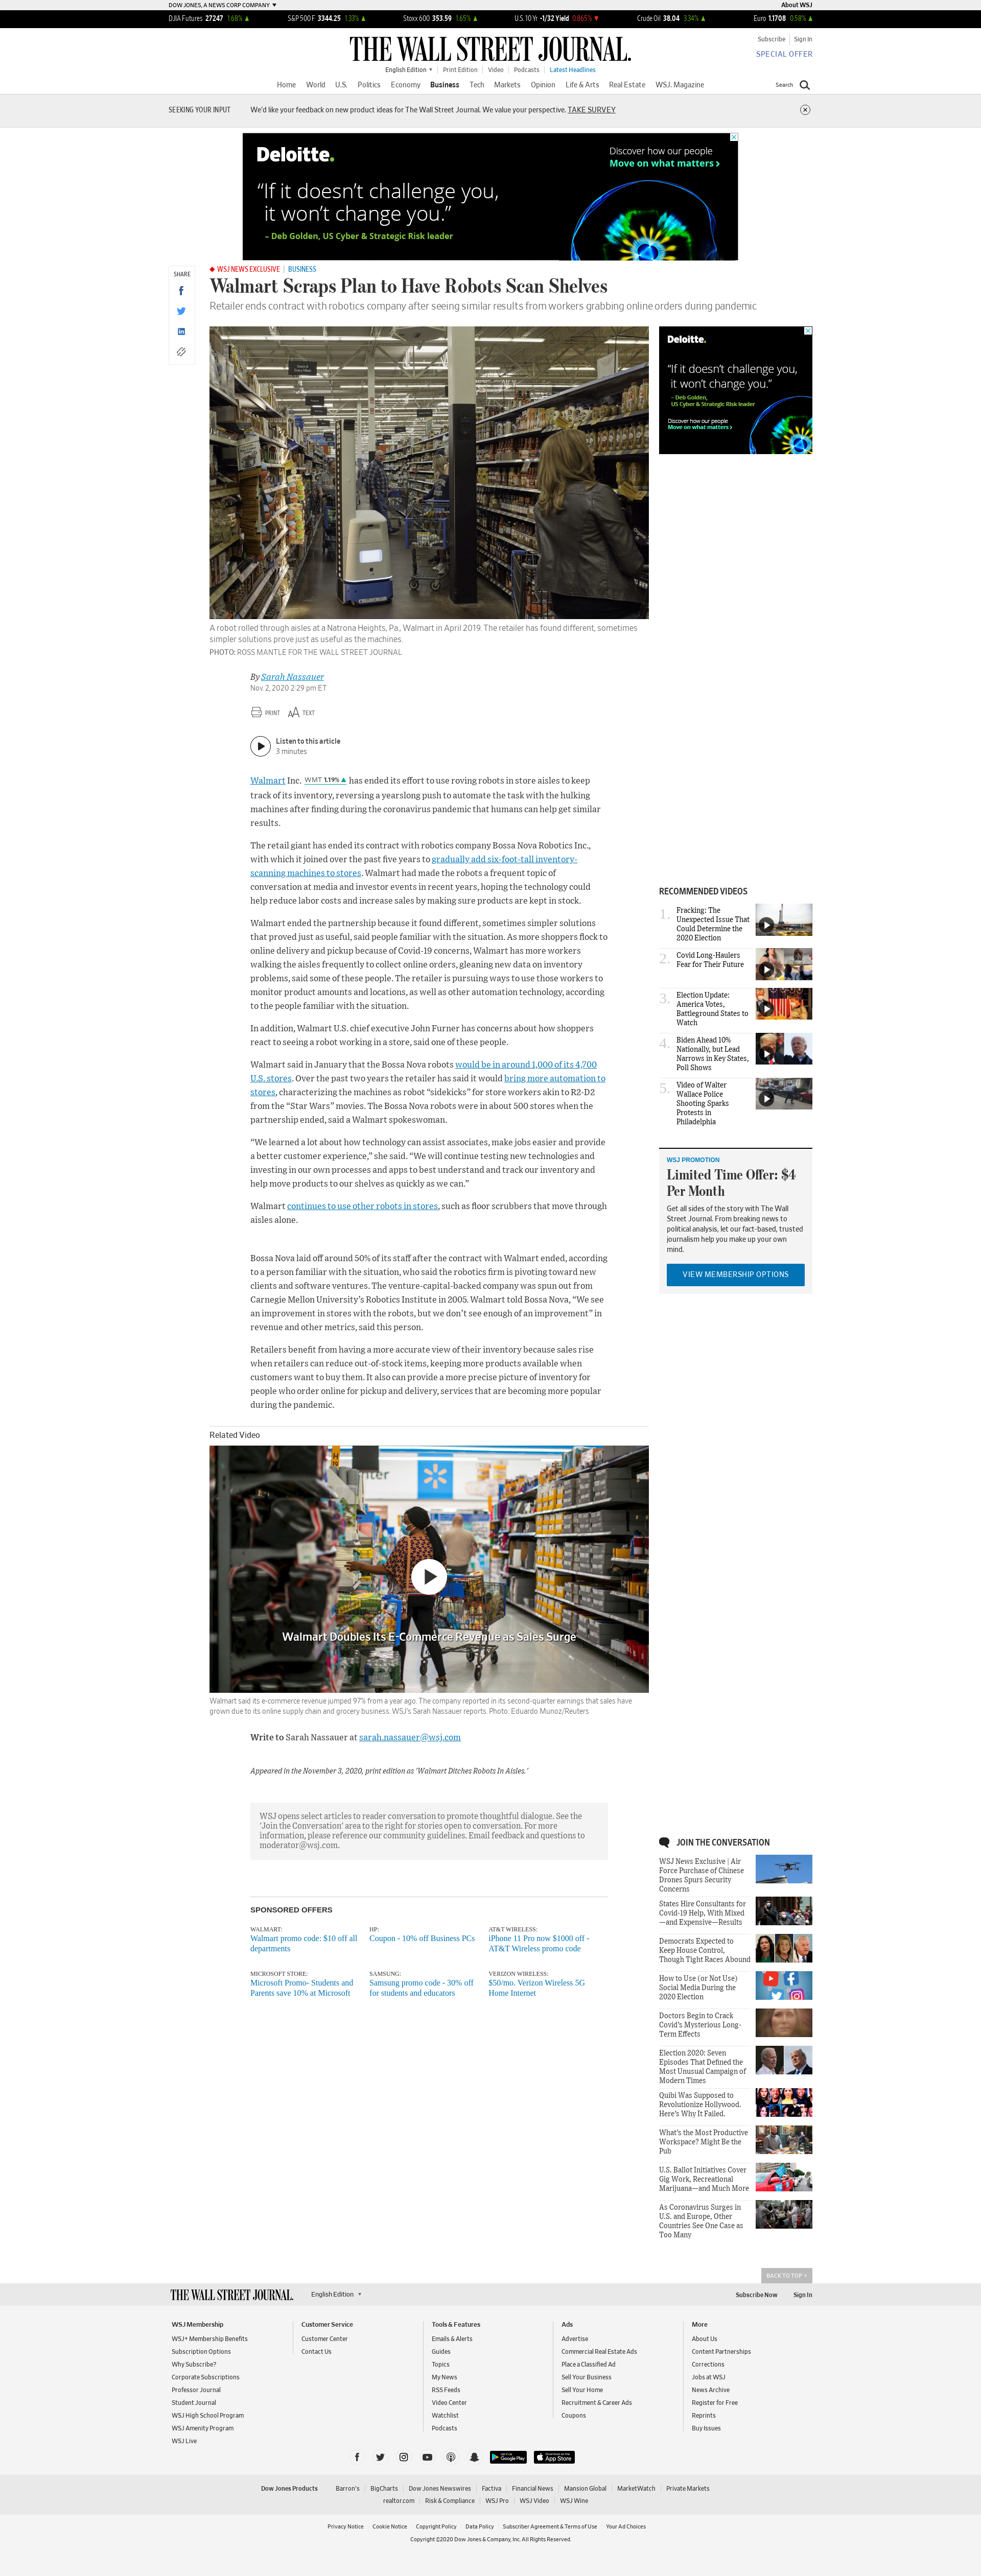 DOW JONES, A NEWS CORP COMPANY
About WSJ
DJIA Futures 27247 1.68%
S&P 500 F 3344.25 1.33%
Stoxx 600 353.59 1.65%
U.S. 10 Yr -1/32 Yield 0.865%
Crude Oil 38.04 3.34%
Euro 1.1708 0.58%
THE WALL STREET JOURNAL.
Subscribe
Sign In
SPECIAL OFFER
English Edition
Print Edition
Video
Podcasts
Latest Headlines
Home World U.S. Politics Economy Business Tech Markets Opinion Life & Arts Real Estate WSJ. Magazine
Search
SEEKING YOUR INPUT
We'd like your feedback on new product ideas for The Wall Street Journal. We value your perspective. TAKE SURVEY
Deloitte.
"If it doesn't challenge you,
it won't change you."
– Deb Golden, US Cyber & Strategic Risk leader
Discover how our people
Move on what matters >
SHARE
WSJ NEWS EXCLUSIVE | BUSINESS
Walmart Scraps Plan to Have Robots Scan Shelves
Retailer ends contract with robotics company after seeing similar results from workers grabbing online orders during pandemic
A robot rolled through aisles at a Natrona Heights, Pa., Walmart in April 2019. The retailer has found different, sometimes
simpler solutions prove just as useful as the machines.
PHOTO: ROSS MANTLE FOR THE WALL STREET JOURNAL
Deloitte.
"If it doesn't challenge you,
it won't change you."
– Deb Golden,
US Cyber & Strategic Risk leader
Discover how our people
Move on what matters >
By Sarah Nassauer
Nov. 2, 2020 2:29 pm ET
PRINT
TEXT
Listen to this article
3 minutes
Walmart Inc. WMT 1.19% has ended its effort to use roving robots in store aisles to keep
track of its inventory, reversing a yearslong push to automate the task with the hulking
machines after finding during the coronavirus pandemic that humans can help get similar
results.
The retail giant has ended its contract with robotics company Bossa Nova Robotics Inc.,
with which it joined over the past five years to gradually add six-foot-tall inventory-
scanning machines to stores. Walmart had made the robots a frequent topic of
conversation at media and investor events in recent years, hoping the technology could
help reduce labor costs and increase sales by making sure products are kept in stock.
Walmart ended the partnership because it found different, sometimes simpler solutions
that proved just as useful, said people familiar with the situation. As more shoppers flock to
online delivery and pickup because of Covid-19 concerns, Walmart has more workers
walking the aisles frequently to collect online orders, gleaning new data on inventory
problems, said some of these people. The retailer is pursuing ways to use those workers to
monitor product amounts and locations, as well as other automation technology, according
to the people familiar with the situation.
In addition, Walmart U.S. chief executive John Furner has concerns about how shoppers
react to seeing a robot working in a store, said one of these people.
Walmart said in January that the Bossa Nova robots would be in around 1,000 of its 4,700
U.S. stores. Over the past two years the retailer has said it would bring more automation to
stores, characterizing the machines as robot "sidekicks" for store workers akin to R2-D2
from the "Star Wars" movies. The Bossa Nova robots were in about 500 stores when the
partnership ended, said a Walmart spokeswoman.
"We learned a lot about how technology can assist associates, make jobs easier and provide
a better customer experience," she said. "We will continue testing new technologies and
investing in our own processes and apps to best understand and track our inventory and
help move products to our shelves as quickly as we can."
Walmart continues to use other robots in stores, such as floor scrubbers that move through
aisles alone.
Bossa Nova laid off around 50% of its staff after the contract with Walmart ended, according
to a person familiar with the situation, who said the robotics firm is pivoting toward new
clients and software ventures. The venture-capital-backed company was spun out from
Carnegie Mellon University's Robotics Institute in 2005. Walmart told Bossa Nova, "We see
an improvement in stores with the robots, but we don't see enough of an improvement" in
revenue and other metrics, said this person.
Retailers benefit from having a more accurate view of their inventory because sales rise
when retailers can reduce out-of-stock items, keeping more products available when
customers want to buy them. It also can provide a more precise picture of inventory for
people who order online for pickup and delivery, services that are becoming more popular
during the pandemic.
RECOMMENDED VIDEOS
1. Fracking: The
Unexpected Issue That
Could Determine the
2020 Election
2. Covid Long-Haulers
Fear for Their Future
3. Election Update:
America Votes,
Battleground States to
Watch
4. Biden Ahead 10%
Nationally, but Lead
Narrows in Key States,
Poll Shows
5. Video of Walter
Wallace Police
Shooting Sparks
Protests in
Philadelphia
WSJ PROMOTION
Limited Time Offer: $4
Per Month
Get all sides of the story with The Wall
Street Journal. From breaking news to
political analysis, let our fact-based, trusted
journalism help you make up your own
mind.
VIEW MEMBERSHIP OPTIONS
Related Video
Walmart Doubles Its E-Commerce Revenue as Sales Surge
Walmart said its e-commerce revenue jumped 97% from a year ago. The company reported in its second-quarter earnings that sales have
grown due to its online supply chain and grocery business. WSJ's Sarah Nassauer reports. Photo: Eduardo Munoz/Reuters
Write to Sarah Nassauer at sarah.nassauer@wsj.com
Appeared in the November 3, 2020, print edition as 'Walmart Ditches Robots In Aisles.'
WSJ opens select articles to reader conversation to promote thoughtful dialogue. See the
'Join the Conversation' area to the right for stories open to conversation. For more
information, please reference our community guidelines. Email feedback and questions to
moderator@wsj.com.
SPONSORED OFFERS
WALMART:
Walmart promo code: $10 off all
departments
HP:
Coupon - 10% off Business PCs
AT&T WIRELESS:
iPhone 11 Pro now $1000 off -
AT&T Wireless promo code
MICROSOFT STORE:
Microsoft Promo- Students and
Parents save 10% at Microsoft
SAMSUNG:
Samsung promo code - 30% off
for students and educators
VERIZON WIRELESS:
$50/mo. Verizon Wireless 5G
Home Internet
JOIN THE CONVERSATION
WSJ News Exclusive | Air
Force Purchase of Chinese
Drones Spurs Security
Concerns
States Hire Consultants for
Covid-19 Help, With Mixed
—and Expensive—Results
Democrats Expected to
Keep House Control,
Though Tight Races Abound
How to Use (or Not Use)
Social Media During the
2020 Election
Doctors Begin to Crack
Covid's Mysterious Long-
Term Effects
Election 2020: Seven
Episodes That Defined the
Most Unusual Campaign of
Modern Times
Quibi Was Supposed to
Revolutionize Hollywood.
Here's Why It Failed.
What's the Most Productive
Workspace? Might Be the
Pub
U.S. Ballot Initiatives Cover
Gig Work, Recreational
Marijuana—and Much More
As Coronavirus Surges in
U.S. and Europe, Other
Countries See One Case as
Too Many
BACK TO TOP
THE WALL STREET JOURNAL.
English Edition
Subscribe Now
Sign In
WSJ Membership
WSJ+ Membership Benefits
Subscription Options
Why Subscribe?
Corporate Subscriptions
Professor Journal
Student Journal
WSJ High School Program
WSJ Amenity Program
WSJ Live
Customer Service
Customer Center
Contact Us
Tools & Features
Emails & Alerts
Guides
Topics
My News
RSS Feeds
Video Center
Watchlist
Podcasts
Ads
Advertise
Commercial Real Estate Ads
Place a Classified Ad
Sell Your Business
Sell Your Home
Recruitment & Career Ads
Coupons
More
About Us
Content Partnerships
Corrections
Jobs at WSJ
News Archive
Register for Free
Reprints
Buy Issues
Google Play
App Store
Dow Jones Products
Barron's BigCharts Dow Jones Newswires Factiva Financial News Mansion Global MarketWatch Private Markets
realtor.com Risk & Compliance WSJ Pro WSJ Video WSJ Wine
Privacy Notice Cookie Notice Copyright Policy Data Policy Subscriber Agreement & Terms of Use Your Ad Choices
Copyright ©2020 Dow Jones & Company, Inc. All Rights Reserved.